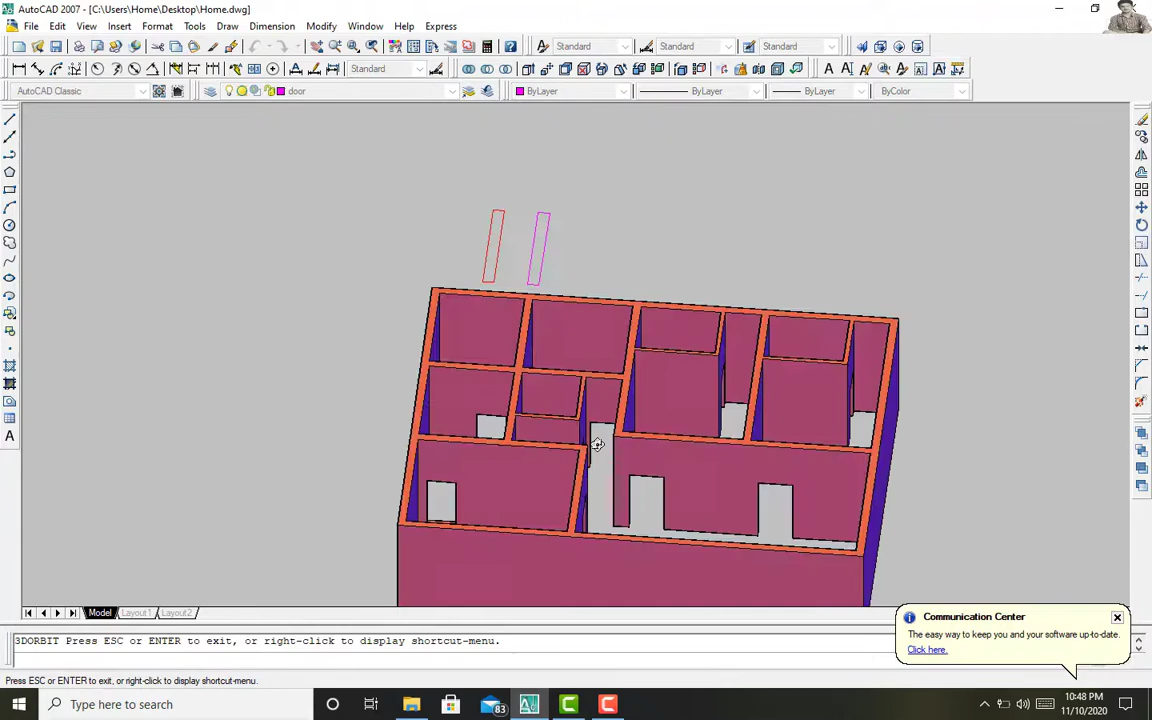 AutoCAD 2007 - [C:\Users\Home\Desktop\Home.dwg]
File Edit View Insert Format Tools Draw Dimension Modify Window Help Express
Standard Standard Standard
Standard
AutoCAD Classic door ByLayer ByLayer ByLayer ByColor
Model Layout1 Layout2
Communication Center
The easy way to keep you and your software up-to-date.
Click here.
3DORBIT Press ESC or ENTER to exit, or right-click to display shortcut-menu.
Press ESC or ENTER to exit, or right-click to display shortcut-menu.
Type here to search
83
10:48 PM
11/10/2020